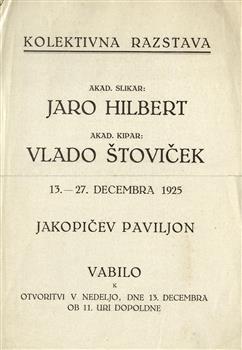 KOLEKTIVNA RAZSTAVA
AKAD. SLIKAR:
JARO HILBERT
AKAD. KIPAR:
VLADO ŠTOVIČEK
13.—27. DECEMBRA 1925
JAKOPIČEV PAVILJON
VABILO
K
OTVORITVI V NEDELJO, DNE 13. DECEMBRA
OB 11. URI DOPOLDNE